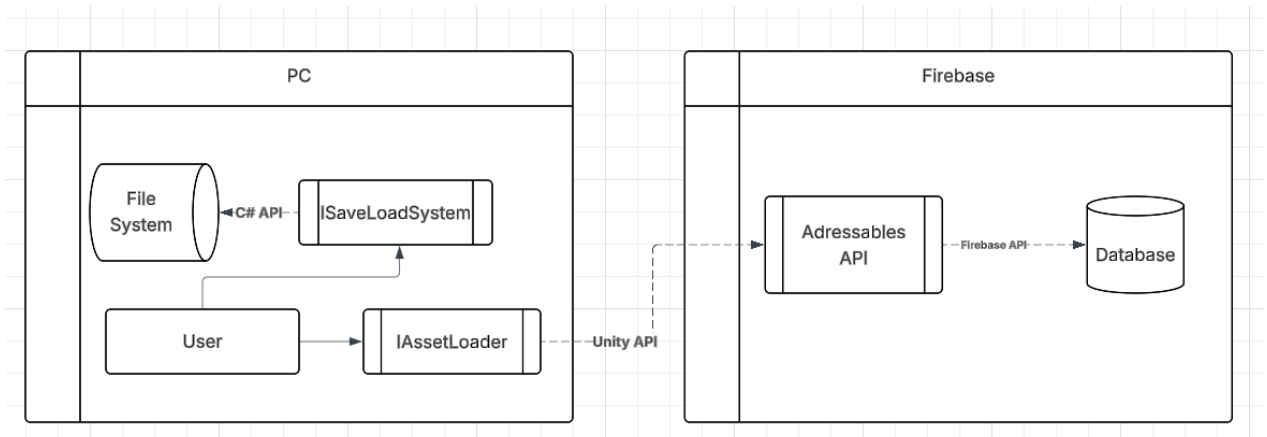 PC
File
System
C# API
ISaveLoadSystem
User
IAssetLoader
Unity API
Firebase
Adressables
API
Firebase API
Database